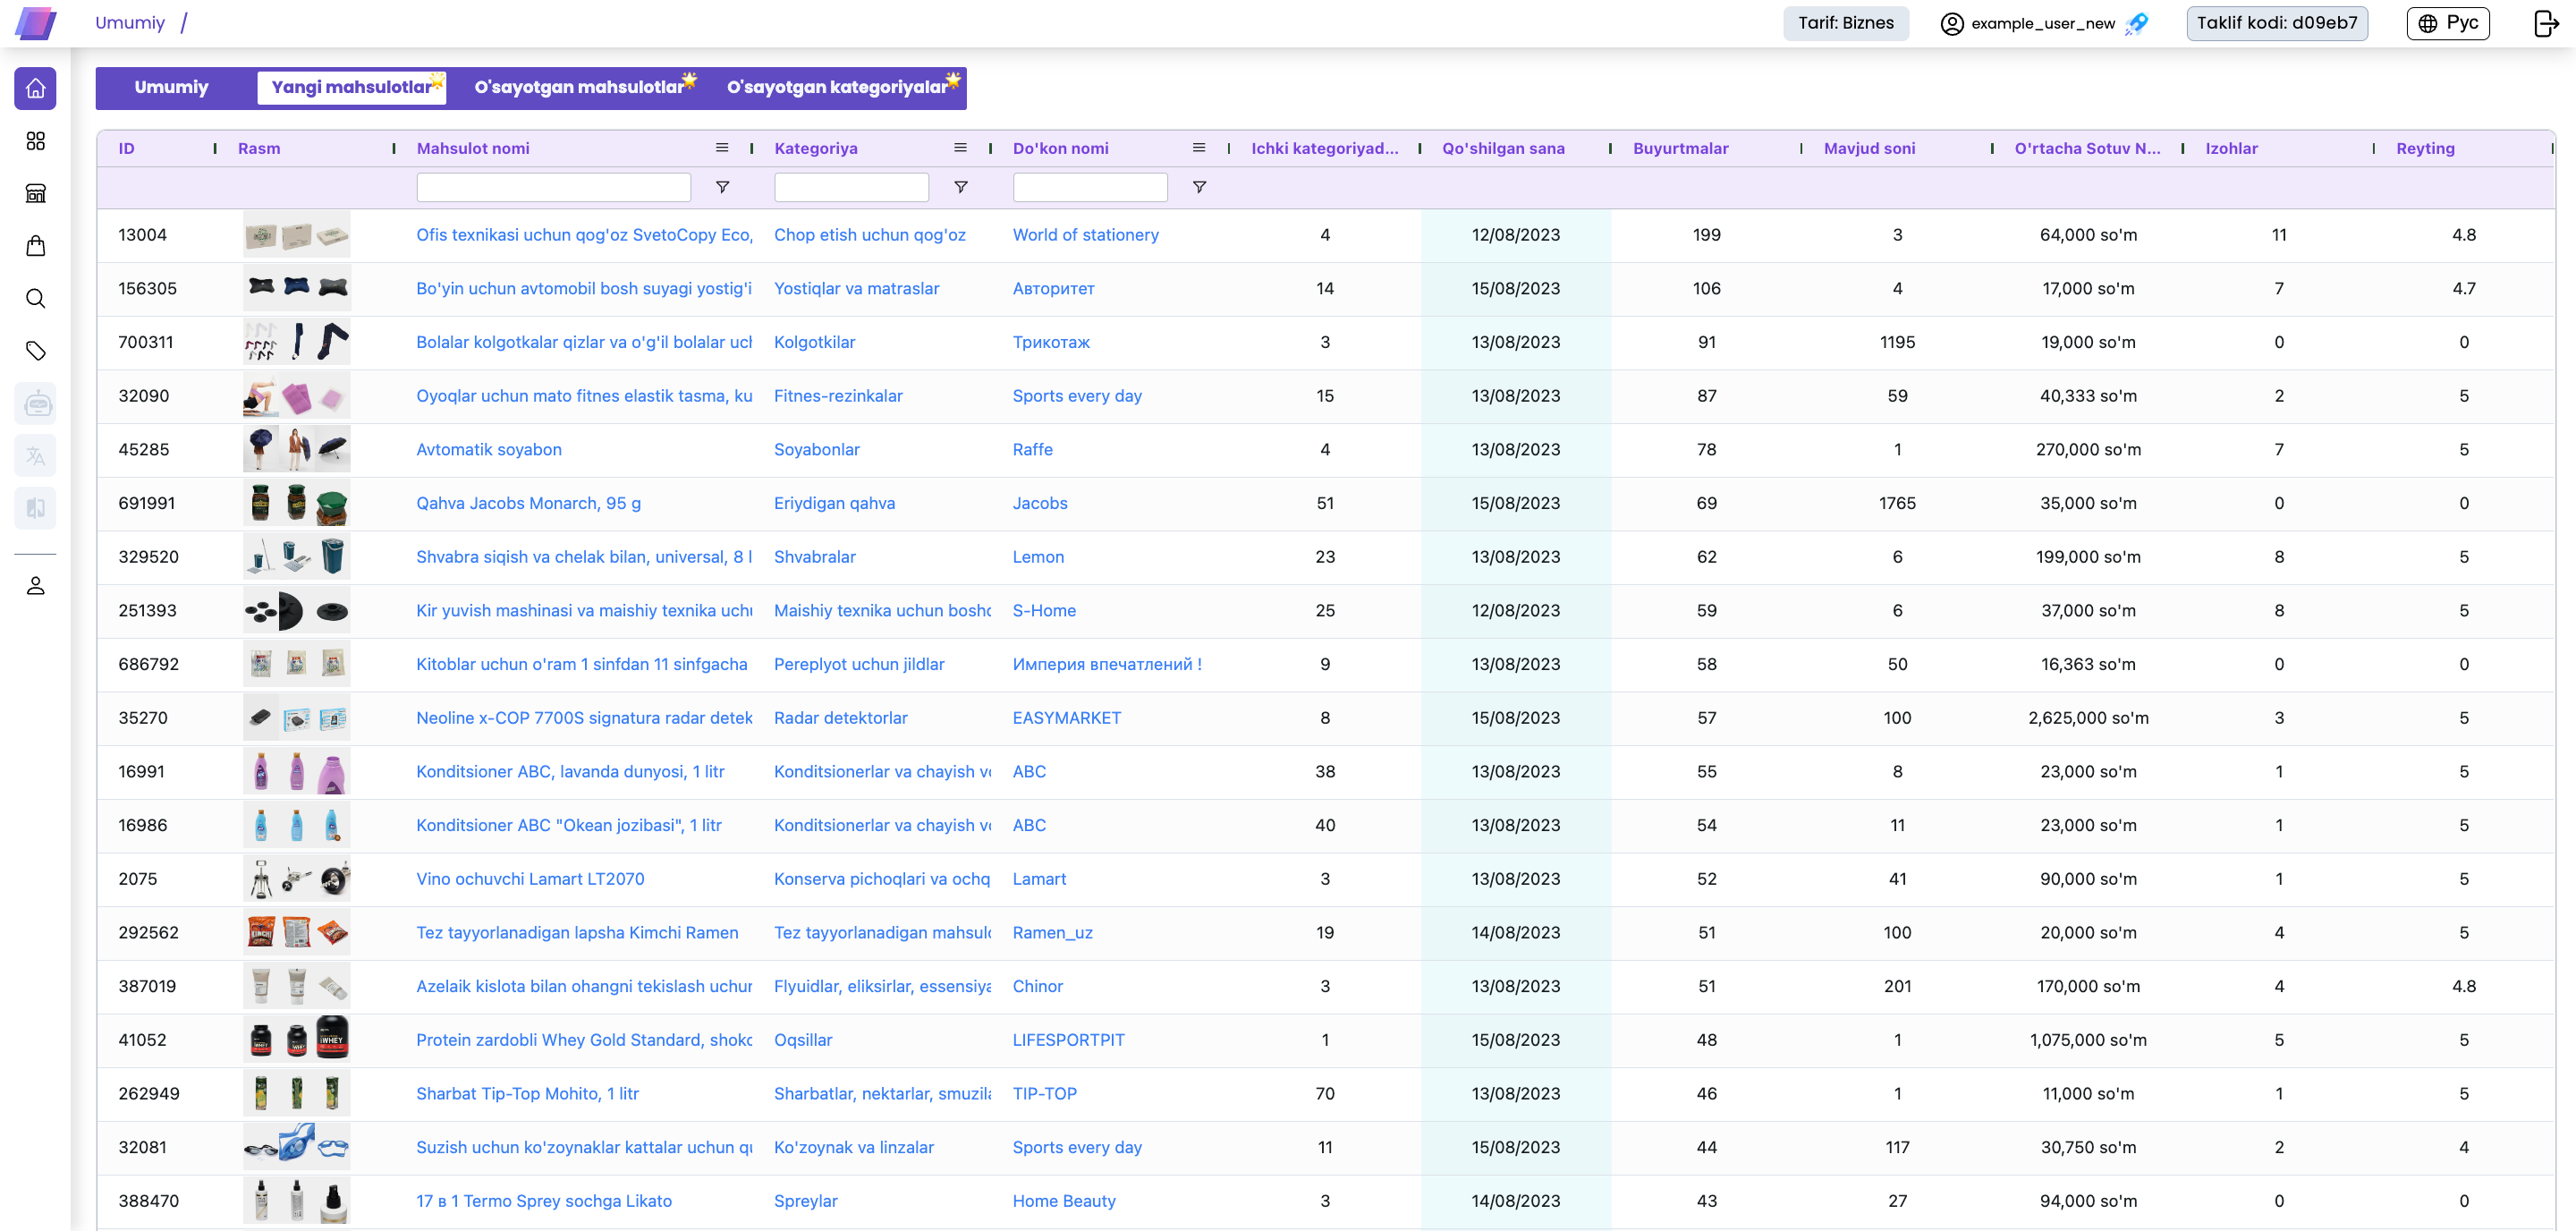 Umumiy /
Tarif: Biznes
example_user_new
Taklif kodi: d09eb7
Рус
Umumiy Yangi mahsulotlar O'sayotgan mahsulotlar O'sayotgan kategoriyalar
ID Rasm Mahsulot nomi Kategoriya Do'kon nomi Ichki kategoriyad... Qo'shilgan sana Buyurtmalar Mavjud soni O'rtacha Sotuv N... Izohlar Reyting
13004 Ofis texnikasi uchun qog'oz SvetoCopy Eco, Chop etish uchun qog'oz World of stationery 4 12/08/2023 199 3 64,000 so'm 11 4.8
156305 Bo'yin uchun avtomobil bosh suyagi yostig'i Yostiqlar va matraslar Авторитет 14 15/08/2023 106 4 17,000 so'm 7 4.7
700311 Bolalar kolgotkalar qizlar va o'g'il bolalar uch Kolgotkilar Трикотаж 3 13/08/2023 91 1195 19,000 so'm 0 0
32090 Oyoqlar uchun mato fitnes elastik tasma, ku Fitnes-rezinkalar Sports every day 15 13/08/2023 87 59 40,333 so'm 2 5
45285 Avtomatik soyabon Soyabonlar Raffe 4 13/08/2023 78 1 270,000 so'm 7 5
691991 Qahva Jacobs Monarch, 95 g Eriydigan qahva Jacobs 51 15/08/2023 69 1765 35,000 so'm 0 0
329520 Shvabra siqish va chelak bilan, universal, 8 l Shvabralar Lemon 23 13/08/2023 62 6 199,000 so'm 8 5
251393 Kir yuvish mashinasi va maishiy texnika uchu Maishiy texnika uchun boshq S-Home 25 12/08/2023 59 6 37,000 so'm 8 5
686792 Kitoblar uchun o'ram 1 sinfdan 11 sinfgacha Pereplyot uchun jildlar Империя впечатлений ! 9 13/08/2023 58 50 16,363 so'm 0 0
35270 Neoline x-COP 7700S signatura radar detek Radar detektorlar EASYMARKET 8 15/08/2023 57 100 2,625,000 so'm 3 5
16991 Konditsioner ABC, lavanda dunyosi, 1 litr Konditsionerlar va chayish vo ABC 38 13/08/2023 55 8 23,000 so'm 1 5
16986 Konditsioner ABC "Okean jozibasi", 1 litr Konditsionerlar va chayish vo ABC 40 13/08/2023 54 11 23,000 so'm 1 5
2075 Vino ochuvchi Lamart LT2070 Konserva pichoqlari va ochq Lamart 3 13/08/2023 52 41 90,000 so'm 1 5
292562 Tez tayyorlanadigan lapsha Kimchi Ramen Tez tayyorlanadigan mahsulo Ramen_uz 19 14/08/2023 51 100 20,000 so'm 4 5
387019 Azelaik kislota bilan ohangni tekislash uchun Flyuidlar, eliksirlar, essensiya Chinor 3 13/08/2023 51 201 170,000 so'm 4 4.8
41052 Protein zardobli Whey Gold Standard, shoko Oqsillar LIFESPORTPIT 1 15/08/2023 48 1 1,075,000 so'm 5 5
262949 Sharbat Tip-Top Mohito, 1 litr Sharbatlar, nektarlar, smuzila TIP-TOP 70 13/08/2023 46 1 11,000 so'm 1 5
32081 Suzish uchun ko'zoynaklar kattalar uchun qu Ko'zoynak va linzalar Sports every day 11 15/08/2023 44 117 30,750 so'm 2 4
388470 17 в 1 Termo Sprey sochga Likato Spreylar Home Beauty 3 14/08/2023 43 27 94,000 so'm 0 0